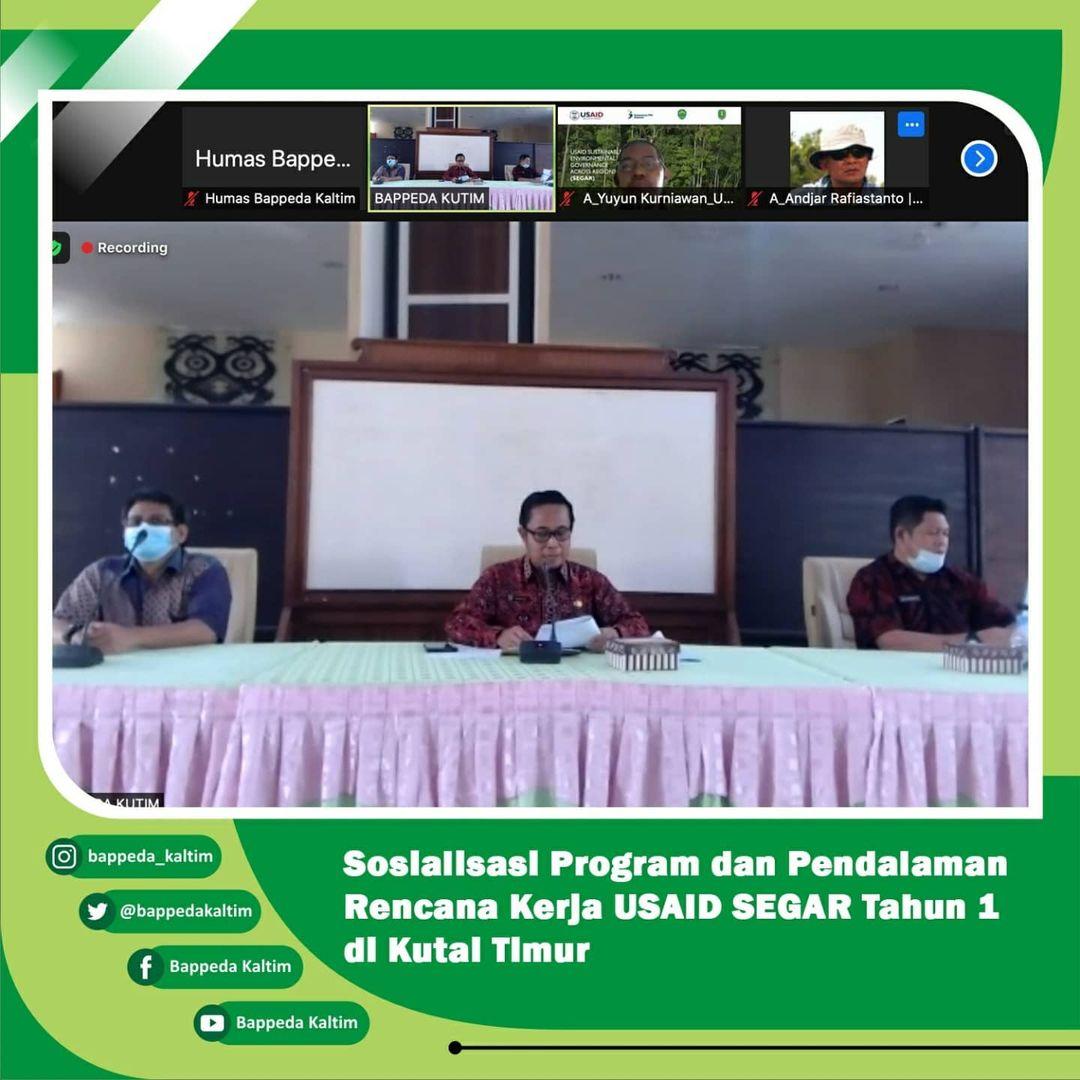 Humas Bappe...
Humas Bappeda Kaltim
BAPPEDA KUTIM
USAID
USAID SUSTAINABLE
ENVIRONMENTAL
GOVERNANCE
ACROSS REGIONS
(SEGAR)
A_Yuyun Kurniawan_U...
A_Andjar Rafiastanto |...
Recording
DA KUTIM
bappeda_kaltim
@bappedakaltim
Bappeda Kaltim
Bappeda Kaltim
Sosialisasi Program dan Pendalaman
Rencana Kerja USAID SEGAR Tahun 1
di Kutai Timur